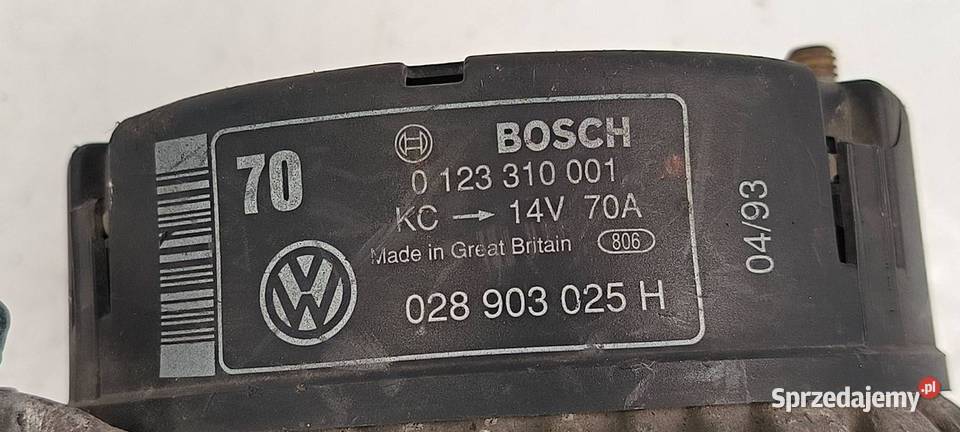 70
BOSCH
0 123 310 001
KC → 14V 70A
Made in Great Britain 806
VW
028 903 025 H
04/93
Sprzedajemy.pl